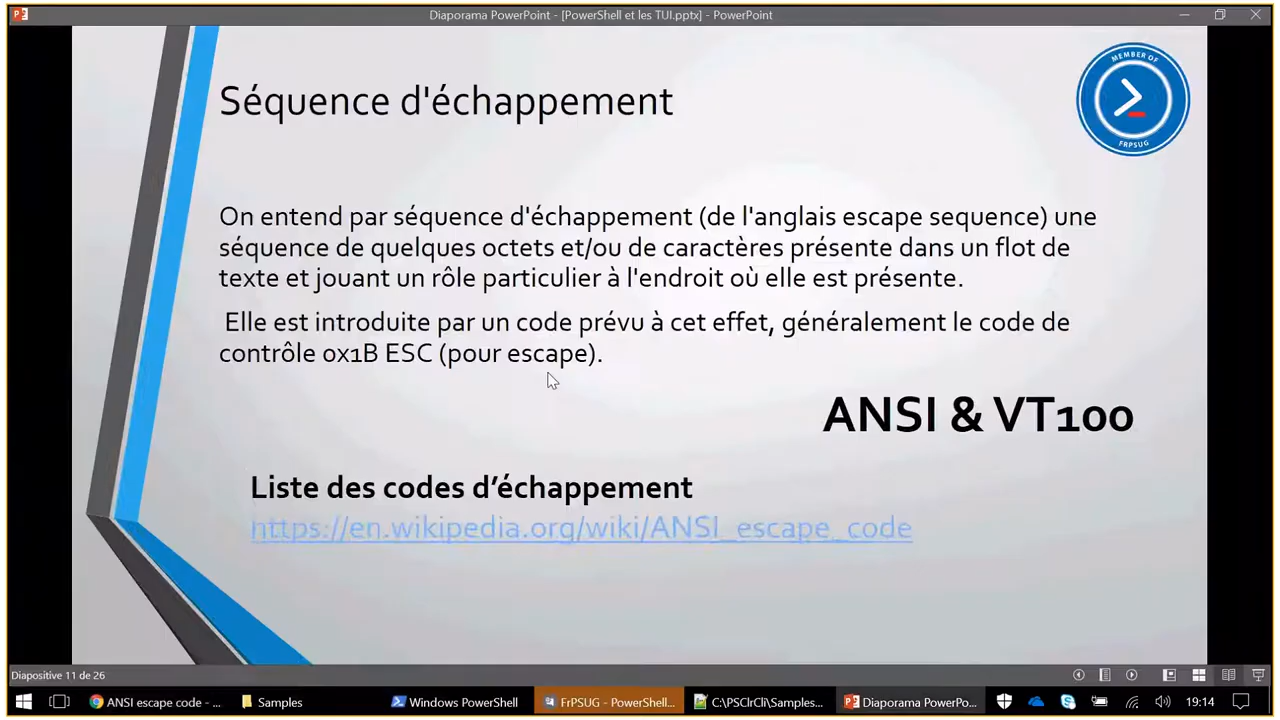 Diaporama PowerPoint - [PowerShell et les TUI.pptx] - PowerPoint
MEMBER OF
FRPSUG
Séquence d'échappement
On entend par séquence d'échappement (de l'anglais escape sequence) une
séquence de quelques octets et/ou de caractères présente dans un flot de
texte et jouant un rôle particulier à l'endroit où elle est présente.
Elle est introduite par un code prévu à cet effet, généralement le code de
contrôle 0x1B ESC (pour escape).
ANSI & VT100
Liste des codes d’échappement
https://en.wikipedia.org/wiki/ANSI_escape_code
Diapositive 11 de 26
ANSI escape code - ...
Samples
Windows PowerShell
FrPSUG - PowerShell...
C:\PSClrCli\Samples...
Diaporama PowerPo...
19:14